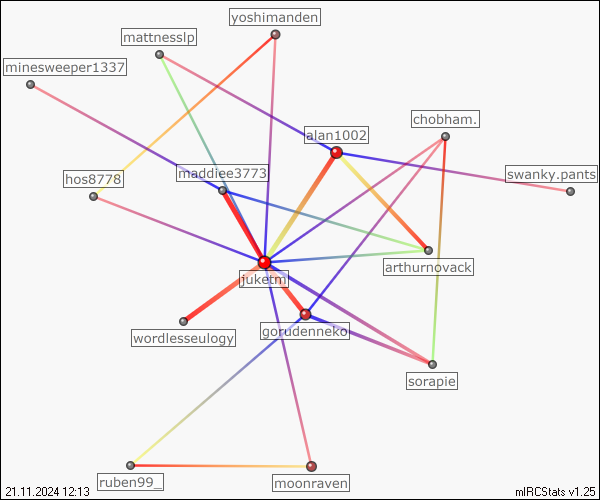 yoshimanden
mattnesslp
minesweeper1337
chobham.
alan1002
maddiee3773
swanky.pants
hos8778
arthurnovack
juketm
gorudenneko
wordlesseulogy
sorapie
ruben99_
moonraven
21.11.2024 12:13
mIRCStats v1.25